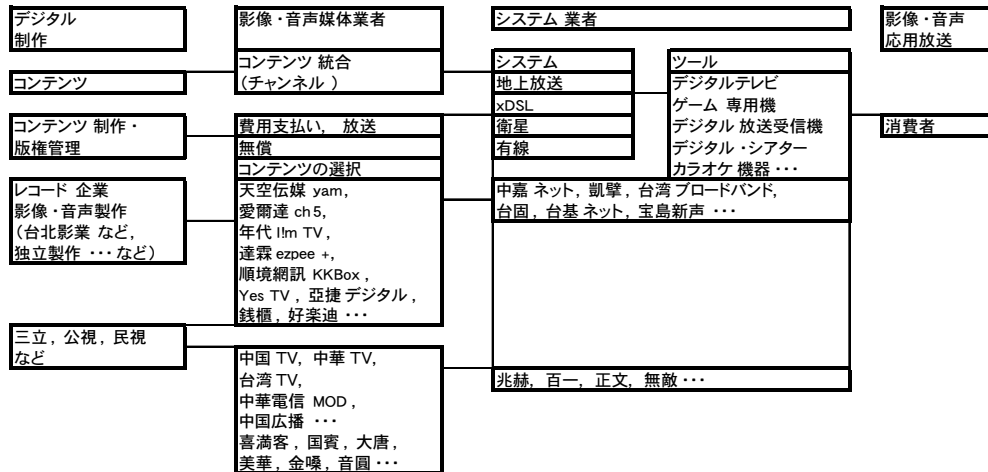 デジタル
制作
影像・音声媒体業者
システム 業者
影像・音声
応用放送
コンテンツ
コンテンツ 統合
(チャンネル )
システム
地上放送
xDSL
衛星
有線
ツール
デジタルテレビ
ゲーム 専用機
デジタル 放送受信機
デジタル ・シアター
カラオケ 機器 ・・・
コンテンツ 制作・
版権管理
費用支払い, 放送
無償
コンテンツの選択
消費者
レコード 企業
影像・音声製作
(台北影業 など,
独立製作 ・・・など)
天空伝媒 yam,
愛爾達 ch 5,
年代 I!m TV ,
達霖 ezpee +,
順境網訊 KKBox ,
Yes TV , 亞捷 デジタル ,
銭櫃 , 好楽迪 ・・・
中嘉 ネット, 凱擘, 台湾 ブロードバンド,
台固, 台基 ネット, 宝島新声 ・・・
三立 , 公視 , 民視
など
中国 TV, 中華 TV,
台湾 TV,
中華電信 MOD ,
中国広播 ・・・
喜満客 , 国賓 , 大唐 ,
美華 , 金嗓 , 音圓 ・・・
兆赫, 百一, 正文, 無敵 ・・・